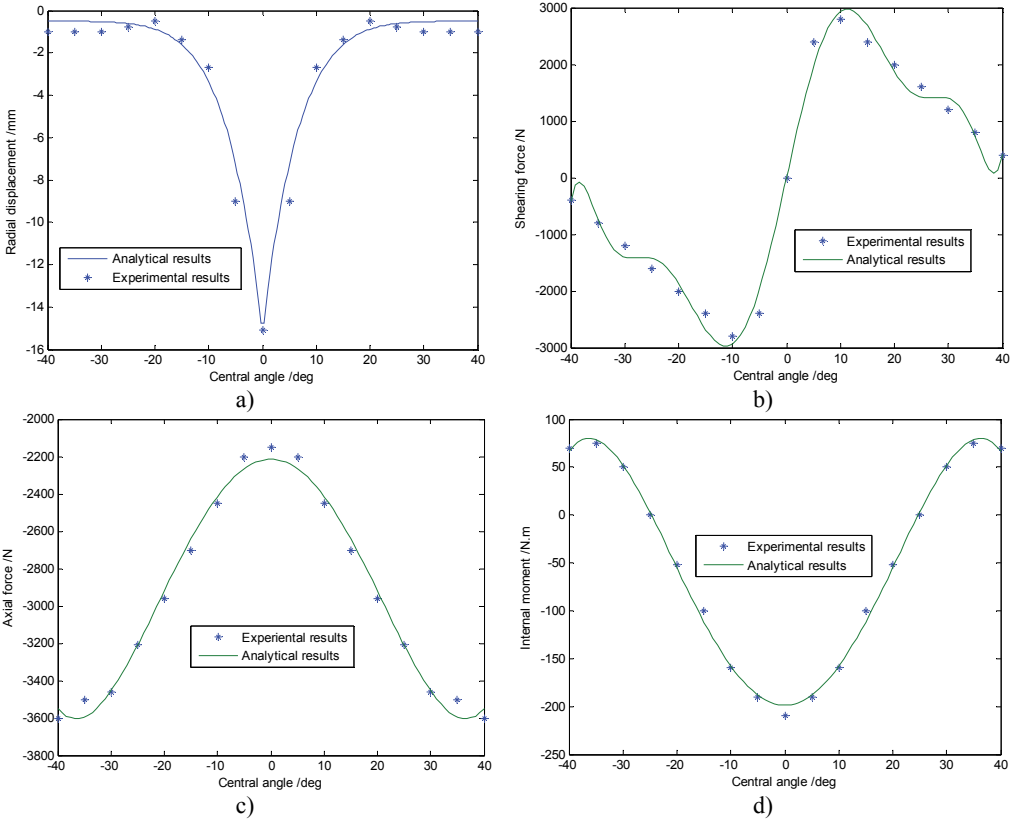 0
-2
-4
-6
-8
-10
-12
-14
-16
Radial displacement /mm
Analytical results
Experimental results
-40 -30 -20 -10 0 10 20 30 40
Central angle /deg
a)
3000
2000
1000
0
-1000
-2000
-3000
Shearing force /N
Experimental results
Analytical results
-40 -30 -20 -10 0 10 20 30 40
Central angle /deg
b)
-2000
-2200
-2400
-2600
-2800
-3000
-3200
-3400
-3600
-3800
Axial force /N
Experiental results
Analytical results
-40 -30 -20 -10 0 10 20 30 40
Central angle /deg
c)
100
50
0
-50
-100
-150
-200
-250
Internal moment /N.m
Experimental results
Analytical results
-40 -30 -20 -10 0 10 20 30 40
Central angle /deg
d)